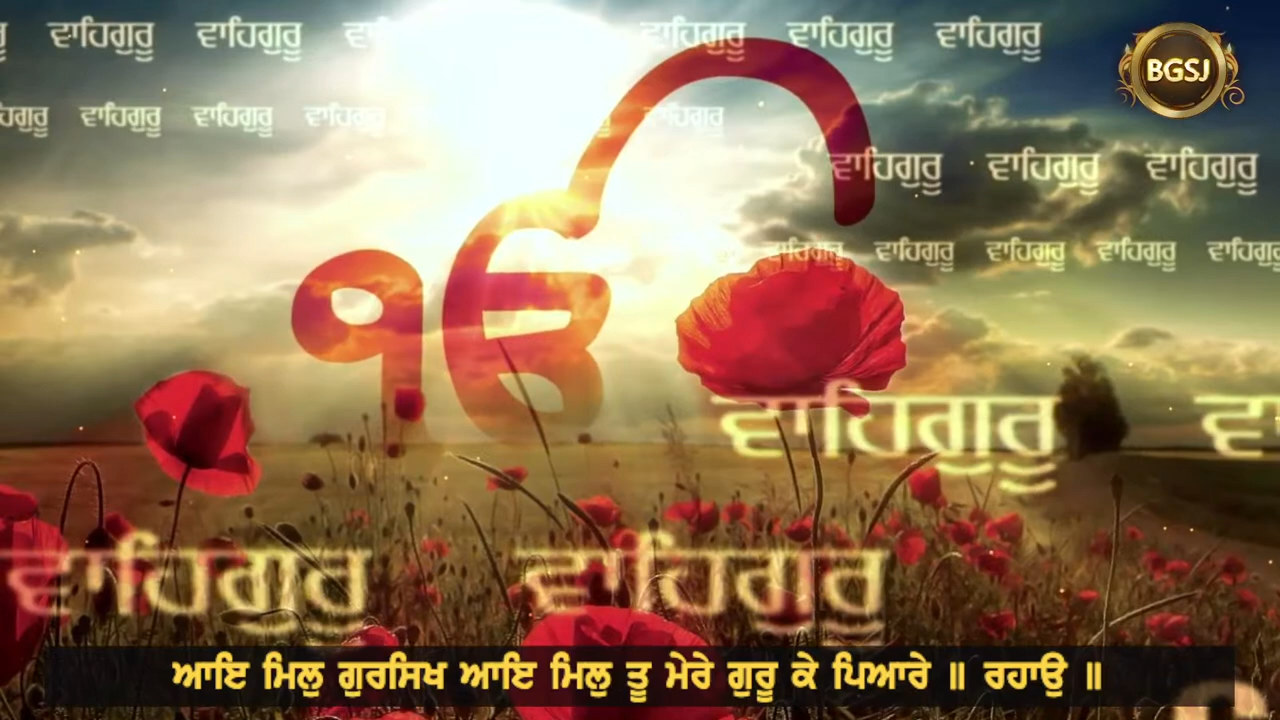 ਵਾਹਿਗੁਰੂ ਵਾਹਿਗੁਰੂ ਵਾਹਿਗੁਰੂ ਵਾਹਿਗੁਰੂ ਵਾਹਿਗੁਰੂ
BGSJ
ਵਾਹਿਗੁਰੂ ਵਾਹਿਗੁਰੂ ਵਾਹਿਗੁਰੂ ਵਾਹਿਗੁਰੂ
ਵਾਹਿਗੁਰੂ ਵਾਹਿਗੁਰੂ ਵਾਹਿਗੁਰੂ
ੴ
ਵਾਹਿਗੁਰੂ ਵਾਹਿਗੁਰੂ ਵਾਹਿਗੁਰੂ ਵਾਹਿਗੁਰੂ ਵਾਹਿਗੁਰੂ
ਵਾਹਿਗੁਰੂ
ਵਾਹਿਗੁਰੂ ਵਾਹਿਗੁਰੂ
ਆਇ ਮਿਲੁ ਗੁਰਸਿਖ ਆਇ ਮਿਲੁ ਤੂ ਮੇਰੇ ਗੁਰੂ ਕੇ ਪਿਆਰੇ ॥ ਰਹਾਉ ॥